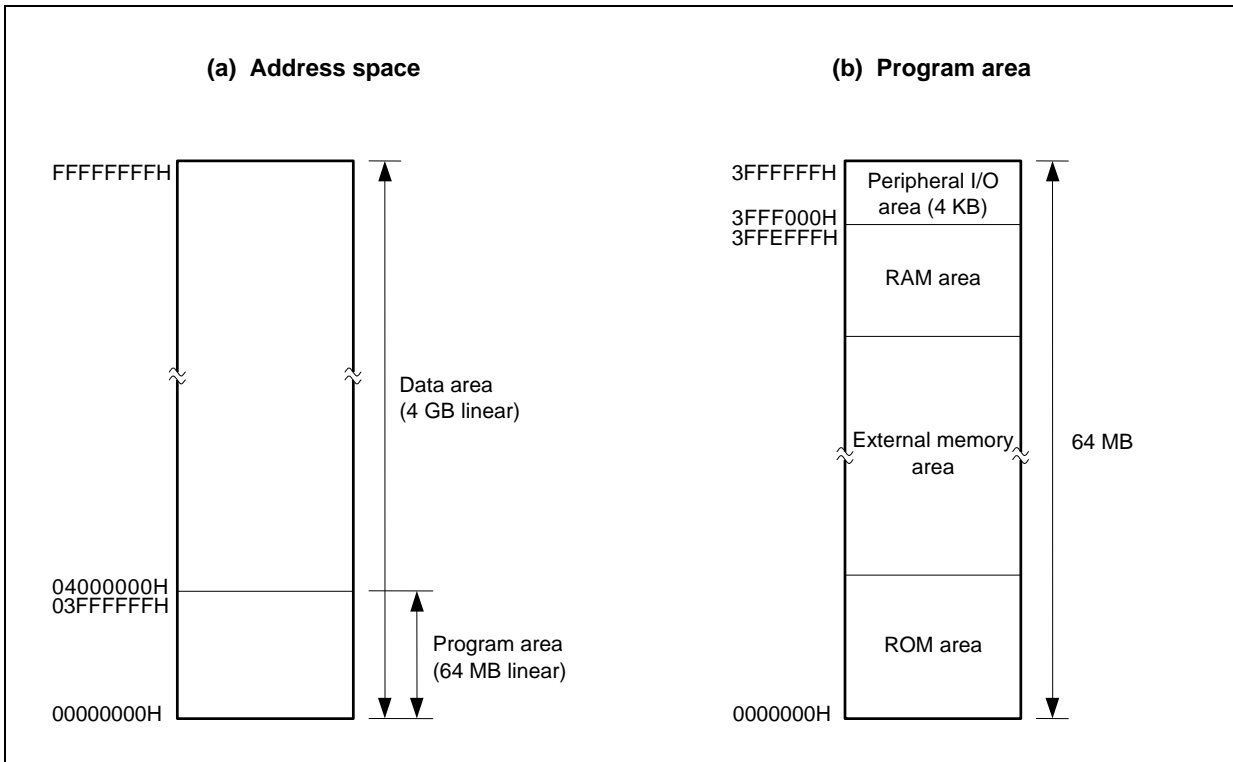 (a) Address space
FFFFFFFFH
Data area
(4 GB linear)
04000000H
03FFFFFFH
Program area
(64 MB linear)
00000000H
(b) Program area
3FFFFFFH
Peripheral I/O
area (4 KB)
3FFF000H
3FFEFFFH
RAM area
External memory
area
64 MB
ROM area
0000000H